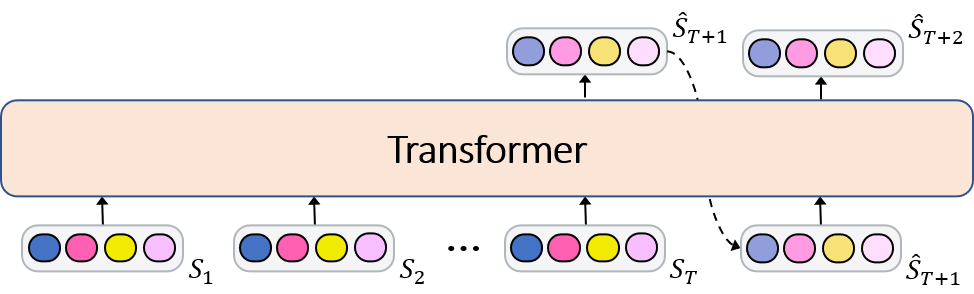 Ŝ_{T+1}
Ŝ_{T+2}
Transformer
S_1
S_2
...
S_T
Ŝ_{T+1}